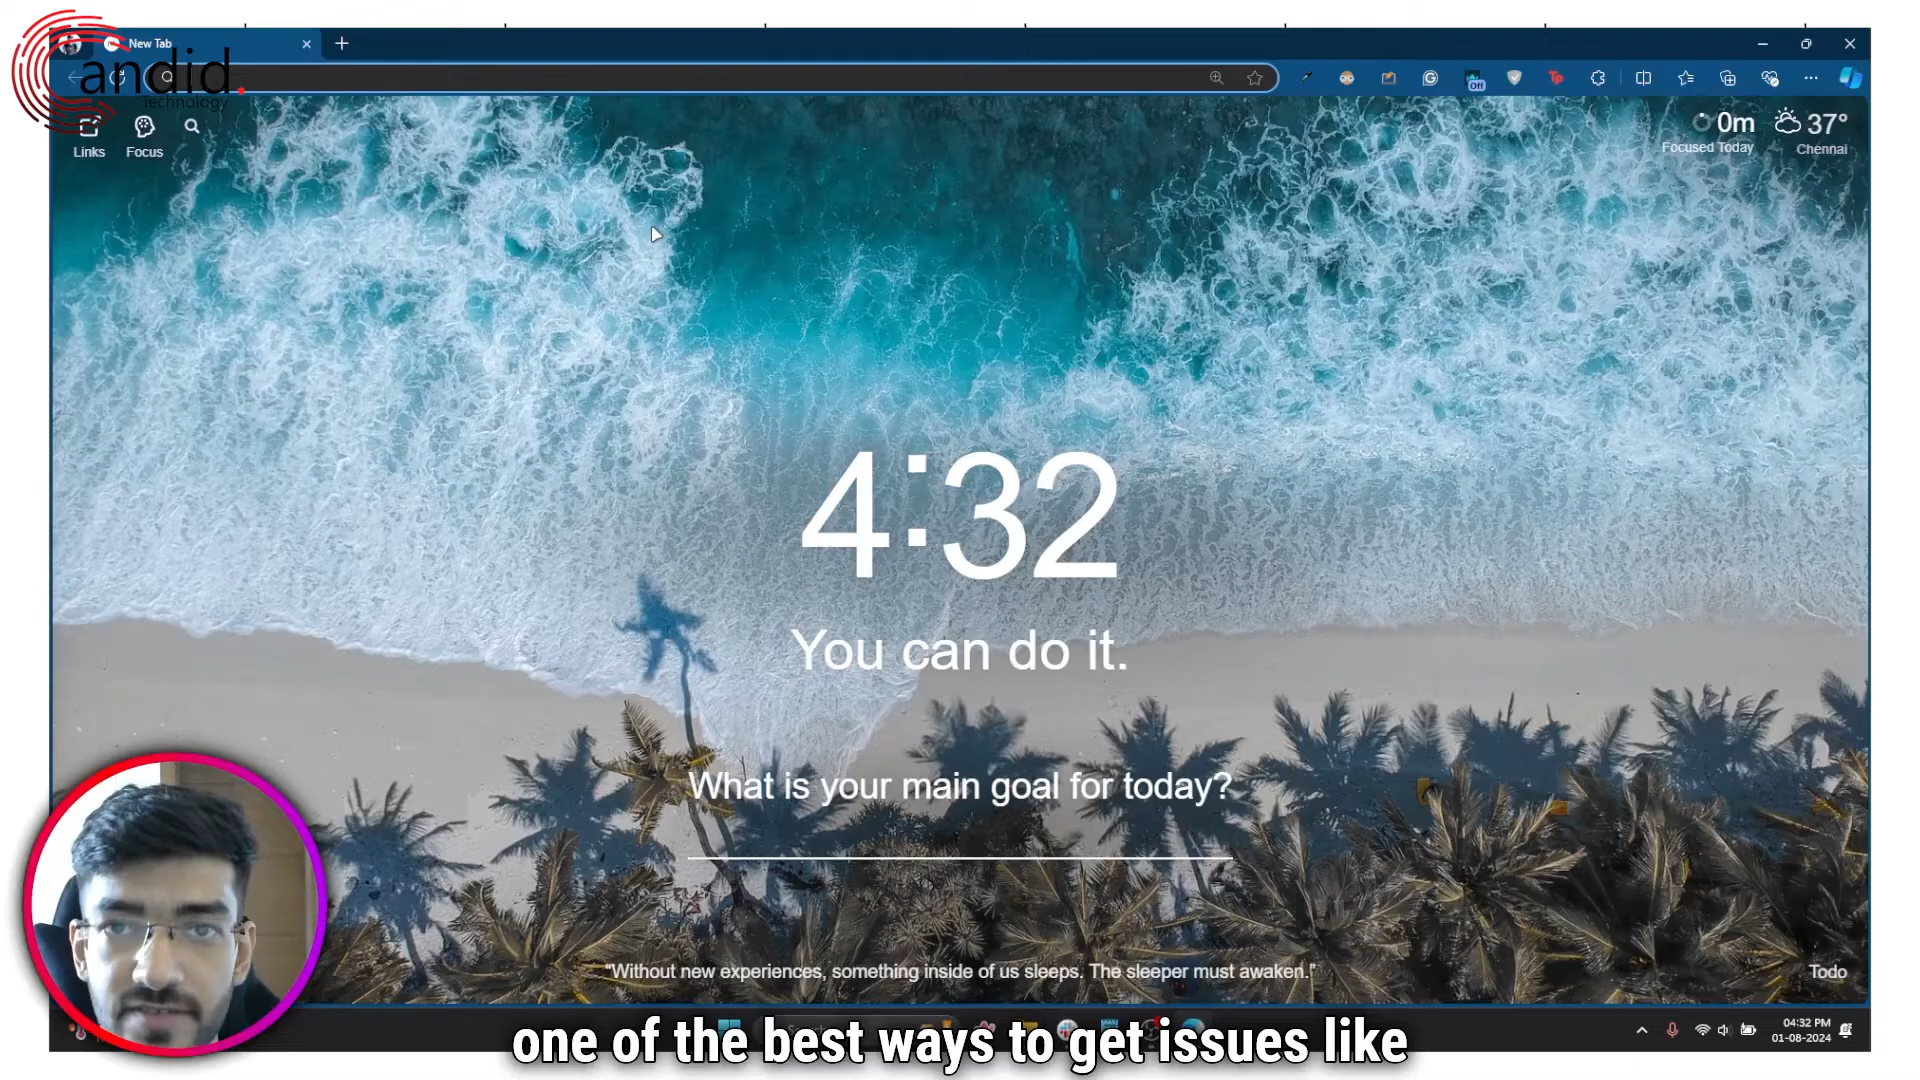 New Tab
andid.
Technology
Off
Tp
Links
Focus
0m
Focused Today
37°
Chennai
4:32
You can do it.
What is your main goal for today?
“Without new experiences, something inside of us sleeps. The sleeper must awaken.”
Todo
one of the best ways to get issues like
04:32 PM
01-08-2024